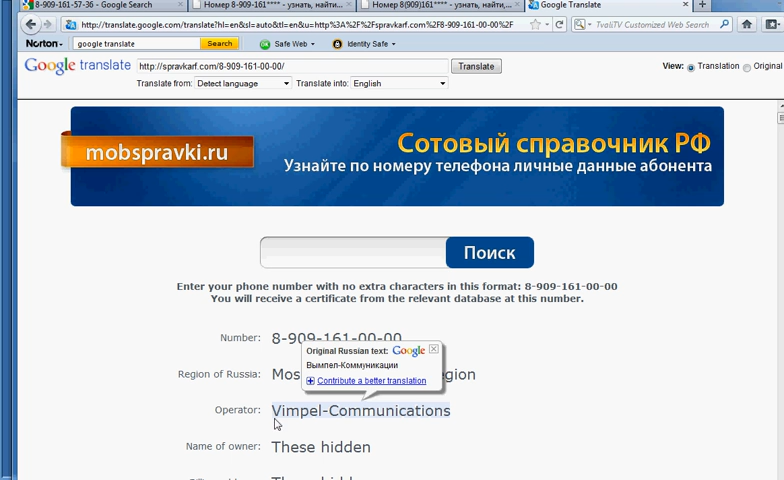 8-909-161-57-36 - Google Search
Номер 8-909-161**** - узнать, найти,...
Номер 8(909)161**** - узнать, найти,...
Google Translate
http://translate.google.com/translate?hl=en&sl=auto&tl=en&u=http%3A%2F%2Fspravkarf.com%2F8-909-161-00-00%2F
TvaliTV Customized Web Search
Norton
google translate
Search
Safe Web
Identity Safe
Google translate
http://spravkarf.com/8-909-161-00-00/
Translate
View:
Translation
Original
Translate from:
Detect language
Translate into:
English
mobspravki.ru
Сотовый справочник РФ
Узнайте по номеру телефона личные данные абонента
Поиск
Enter your phone number with no extra characters in this format: 8-909-161-00-00
You will receive a certificate from the relevant database at this number.
Number: 8-909-161-00-00
Original Russian text: Google
Вымпел-Коммуникации
Contribute a better translation
Region of Russia: Mos egion
Operator: Vimpel-Communications
Name of owner: These hidden